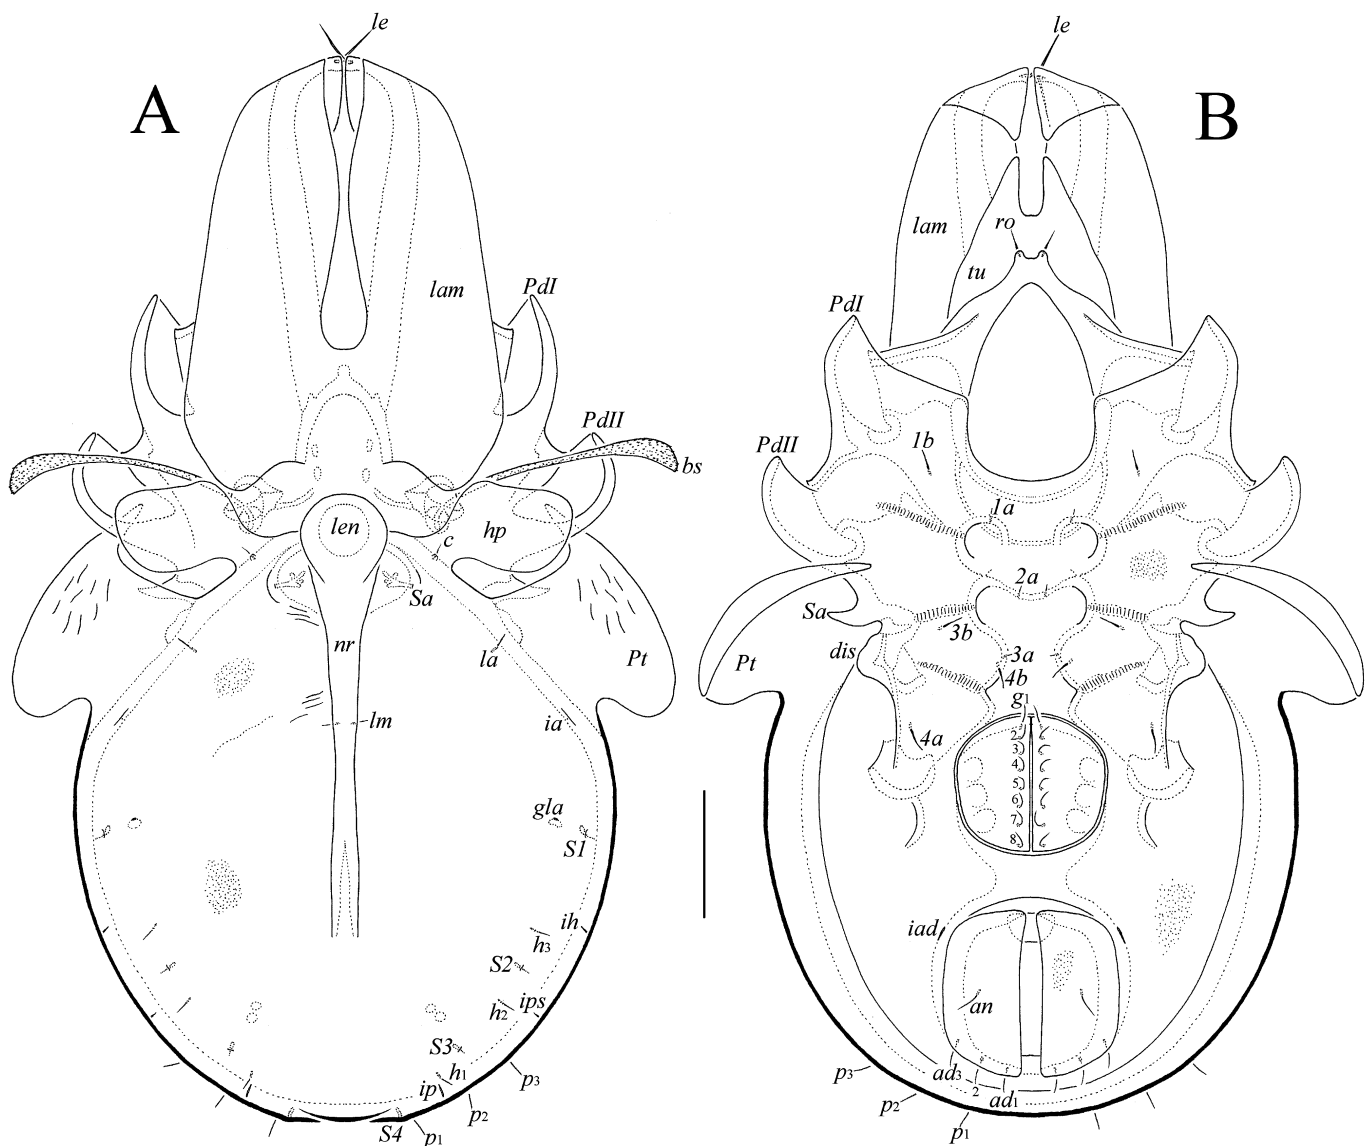 A
le
lam
PdI
PdII
bs
len
hp
c
Sa
nr
la
Pt
lm
ia
gla
S1
ih
h3
S2
ips
h2
S3
h1
p3
ip
p2
S4
p1
B
le
lam
ro
tu
PdI
1b
PdII
1a
2a
Sa
3b
dis
3a
Pt
4b
g1
4a
2
3
4
5
6
7
8
iad
an
p3
ad3
2
ad1
p2
p1